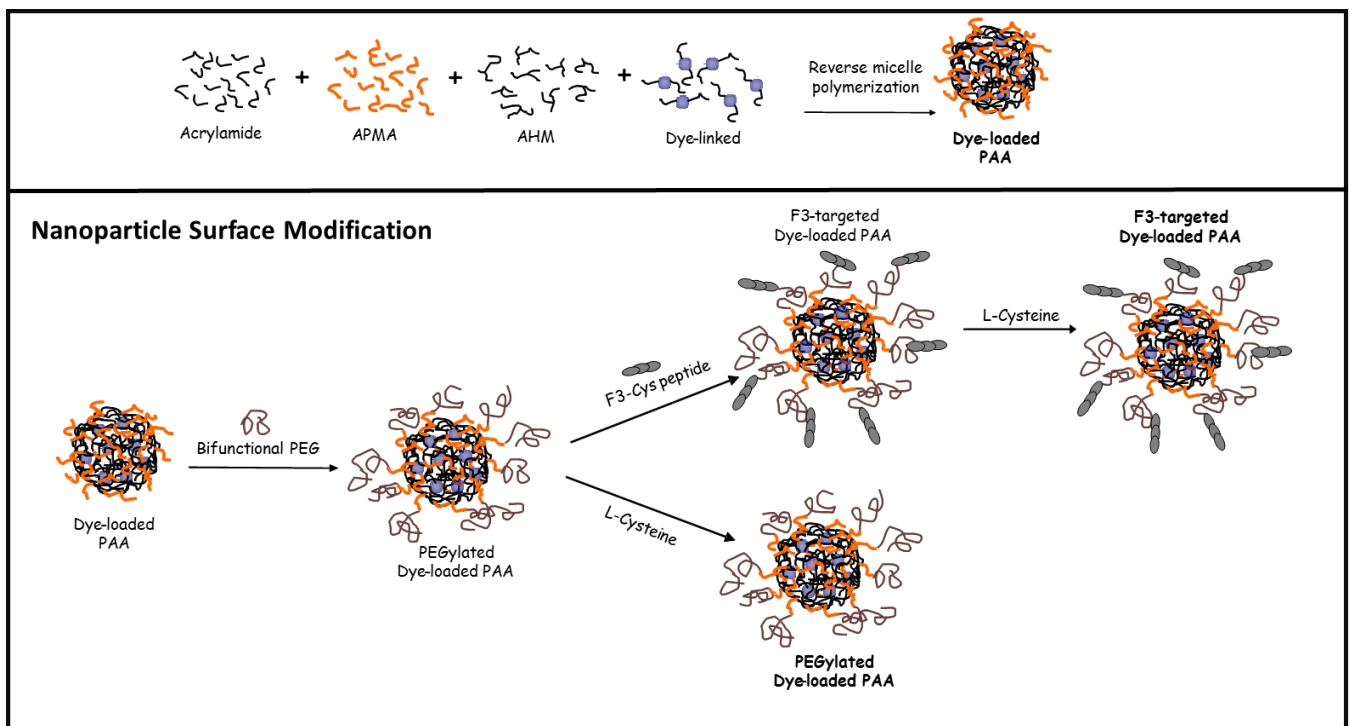 Acrylamide
+
APMA
+
AHM
+
Dye-linked
Reverse micelle
polymerization
Dye-loaded
PAA
Nanoparticle Surface Modification
Dye-loaded
PAA
Bifunctional PEG
PEGylated
Dye-loaded PAA
F3-Cys peptide
F3-targeted
Dye-loaded PAA
L-Cysteine
F3-targeted
Dye-loaded PAA
L-Cysteine
PEGylated
Dye-loaded PAA